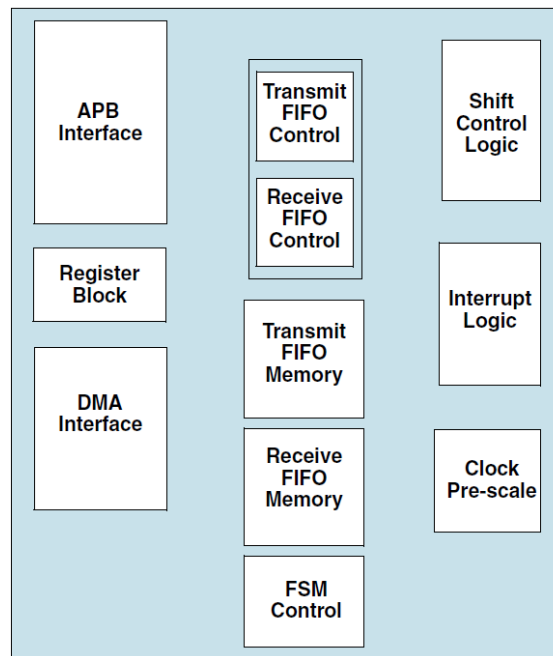 APB
Interface
Register
Block
DMA
Interface
Transmit
FIFO
Control
Receive
FIFO
Control
Transmit
FIFO
Memory
Receive
FIFO
Memory
FSM
Control
Shift
Control
Logic
Interrupt
Logic
Clock
Pre-scale